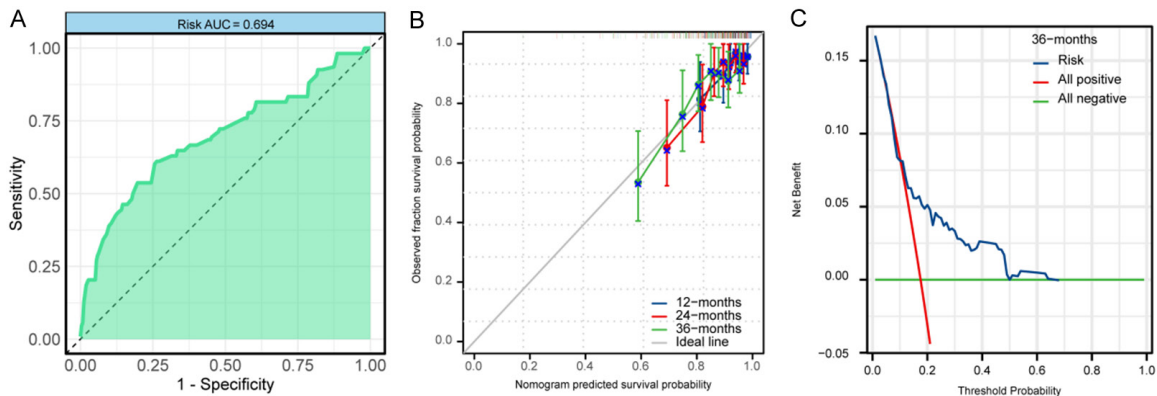 A
Risk AUC = 0.694
1.00
0.75
0.50
0.25
0.00
Sensitivity
0.00 0.25 0.50 0.75 1.00
1 - Specificity
B
1.0
0.8
0.6
0.4
0.2
0.0
Observed fraction survival probability
12-months
24-months
36-months
Ideal line
0.0 0.2 0.4 0.6 0.8 1.0
Nomogram predicted survival probability
C
36-months
Risk
All positive
All negative
0.15
0.10
0.05
0.00
-0.05
Net Benefit
0.0 0.2 0.4 0.6 0.8 1.0
Threshold Probability